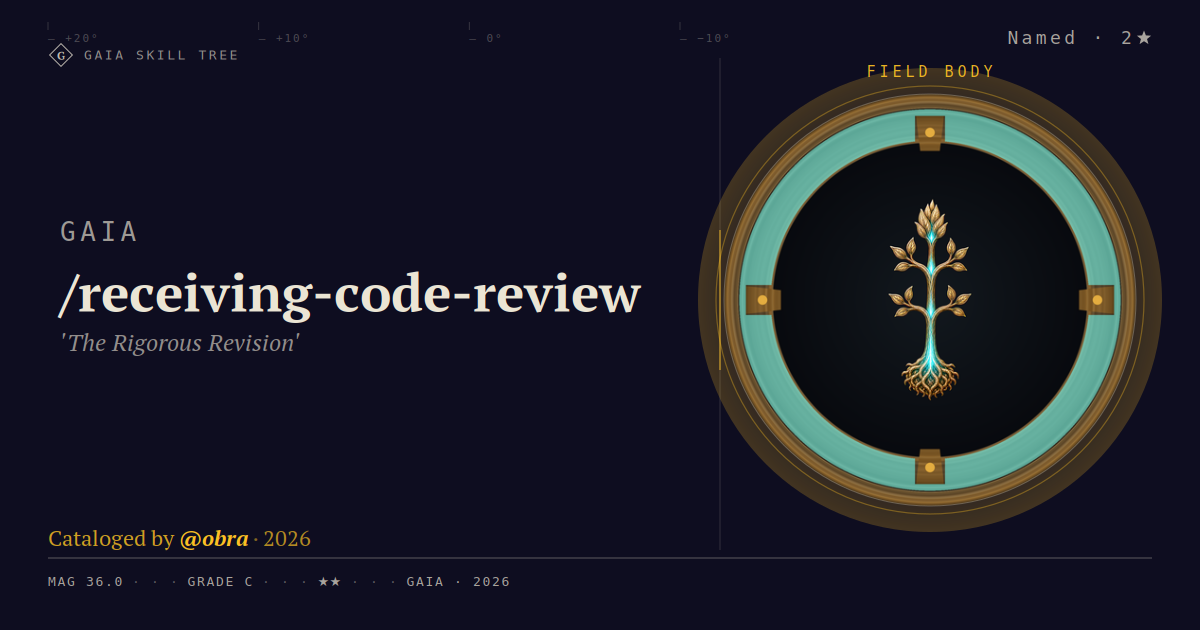 — +20° — +10° — 0° — −10°
G GAIA SKILL TREE
Named · 2★
FIELD BODY
GAIA
/receiving-code-review
'The Rigorous Revision'
Cataloged by @obra · 2026
MAG 36.0 · · · GRADE C · · · ★★ · · · GAIA · 2026